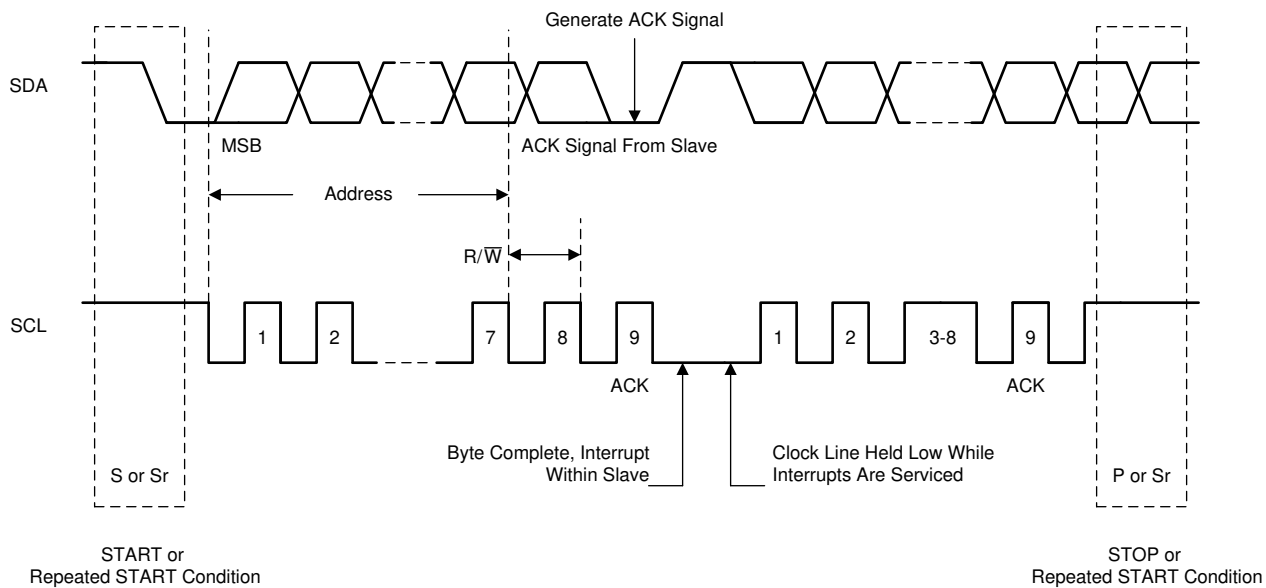 Generate ACK Signal
SDA
MSB
ACK Signal From Slave
Address
R/W̅
SCL
1
2
7
8
9
1
2
3-8
9
ACK
ACK
Byte Complete, Interrupt
Within Slave
Clock Line Held Low While
Interrupts Are Serviced
S or Sr
P or Sr
START or
Repeated START Condition
STOP or
Repeated START Condition